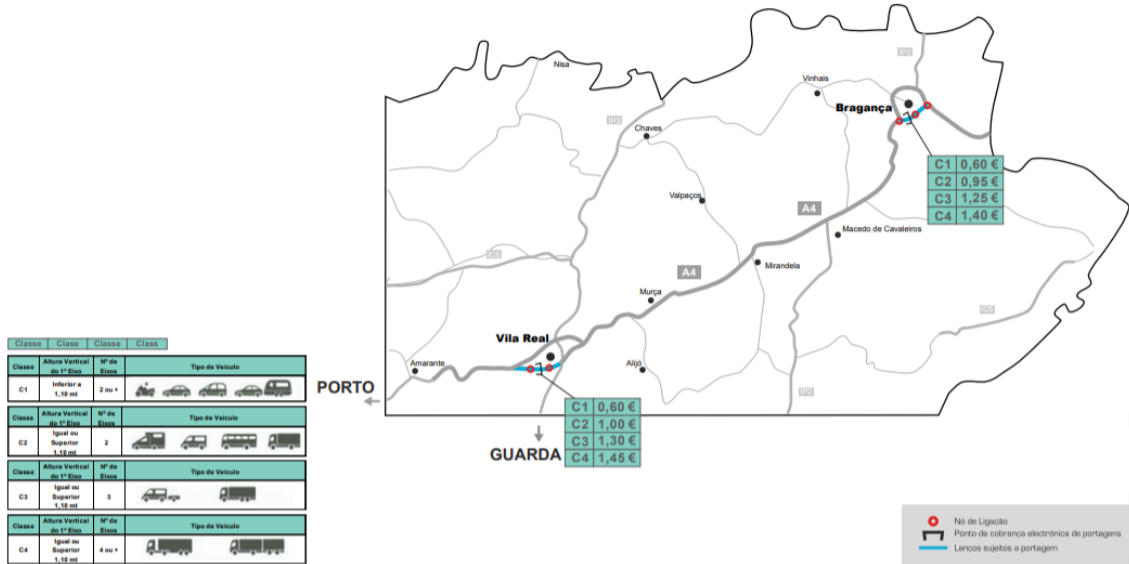 Nisa
IP2
Vinhais
Bragança
IP3
Chaves
C1 0,60 €
C2 0,95 €
C3 1,25 €
C4 1,40 €
Valpaços
A4
Macedo de Cavaleiros
IC5
Mirandela
A4
Murça
Vila Real
Amarante
Alijó
IP2
PORTO
C1 0,60 €
C2 1,00 €
C3 1,30 €
C4 1,45 €
GUARDA
Classe Clase Classe Class
Classe Altura Vertical do 1º Eixo Nº de Eixos Tipo de Veículo
C1 Inferior a 1,10 mt 2 ou +
Classe Altura Vertical do 1º Eixo Nº de Eixos Tipo de Veículo
C2 Igual ou Superior 1,10 mt 2
Classe Altura Vertical do 1º Eixo Nº de Eixos Tipo de Veículo
C3 Igual ou Superior 1,10 mt 3
Classe Altura Vertical do 1º Eixo Nº de Eixos Tipo de Veículo
C4 Igual ou Superior 1,10 mt 4 ou +
Nó de Ligação
Ponto de cobrança electrónica de portagens
Lanços sujeitos a portagem